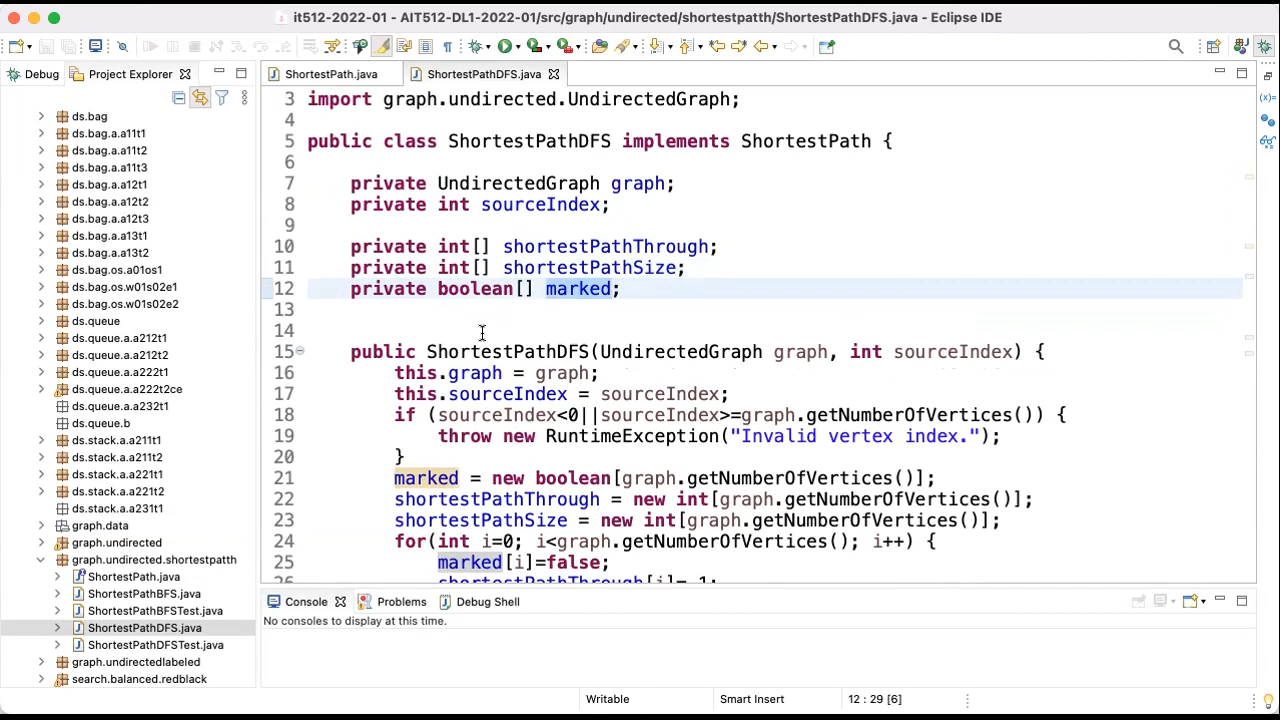 it512-2022-01 - AIT512-DL1-2022-01/src/graph/undirected/shortestpatth/ShortestPathDFS.java - Eclipse IDE
Debug
Project Explorer
ShortestPath.java
ShortestPathDFS.java
ds.bag
ds.bag.a.a11t1
ds.bag.a.a11t2
ds.bag.a.a11t3
ds.bag.a.a12t1
ds.bag.a.a12t2
ds.bag.a.a12t3
ds.bag.a.a13t1
ds.bag.a.a13t2
ds.bag.os.a01os1
ds.bag.os.w01s02e1
ds.bag.os.w01s02e2
ds.queue
ds.queue.a.a212t1
ds.queue.a.a212t2
ds.queue.a.a222t1
ds.queue.a.a222t2ce
ds.queue.a.a232t1
ds.queue.b
ds.stack.a.a211t1
ds.stack.a.a211t2
ds.stack.a.a221t1
ds.stack.a.a221t2
ds.stack.a.a231t1
graph.data
graph.undirected
graph.undirected.shortestpatth
ShortestPath.java
ShortestPathBFS.java
ShortestPathBFSTest.java
ShortestPathDFS.java
ShortestPathDFSTest.java
graph.undirectedlabeled
search.balanced.redblack
3 import graph.undirected.UndirectedGraph;
4
5 public class ShortestPathDFS implements ShortestPath {
6
7 private UndirectedGraph graph;
8 private int sourceIndex;
9
10 private int[] shortestPathThrough;
11 private int[] shortestPathSize;
12 private boolean[] marked;
13
14
15 public ShortestPathDFS(UndirectedGraph graph, int sourceIndex) {
16 this.graph = graph;
17 this.sourceIndex = sourceIndex;
18 if (sourceIndex<0||sourceIndex>=graph.getNumberOfVertices()) {
19 throw new RuntimeException("Invalid vertex index.");
20 }
21 marked = new boolean[graph.getNumberOfVertices()];
22 shortestPathThrough = new int[graph.getNumberOfVertices()];
23 shortestPathSize = new int[graph.getNumberOfVertices()];
24 for(int i=0; i<graph.getNumberOfVertices(); i++) {
25 marked[i]=false;
26 shortestPathThrough[i]=-1;
Console
Problems
Debug Shell
No consoles to display at this time.
Writable
Smart Insert
12 : 29 [6]